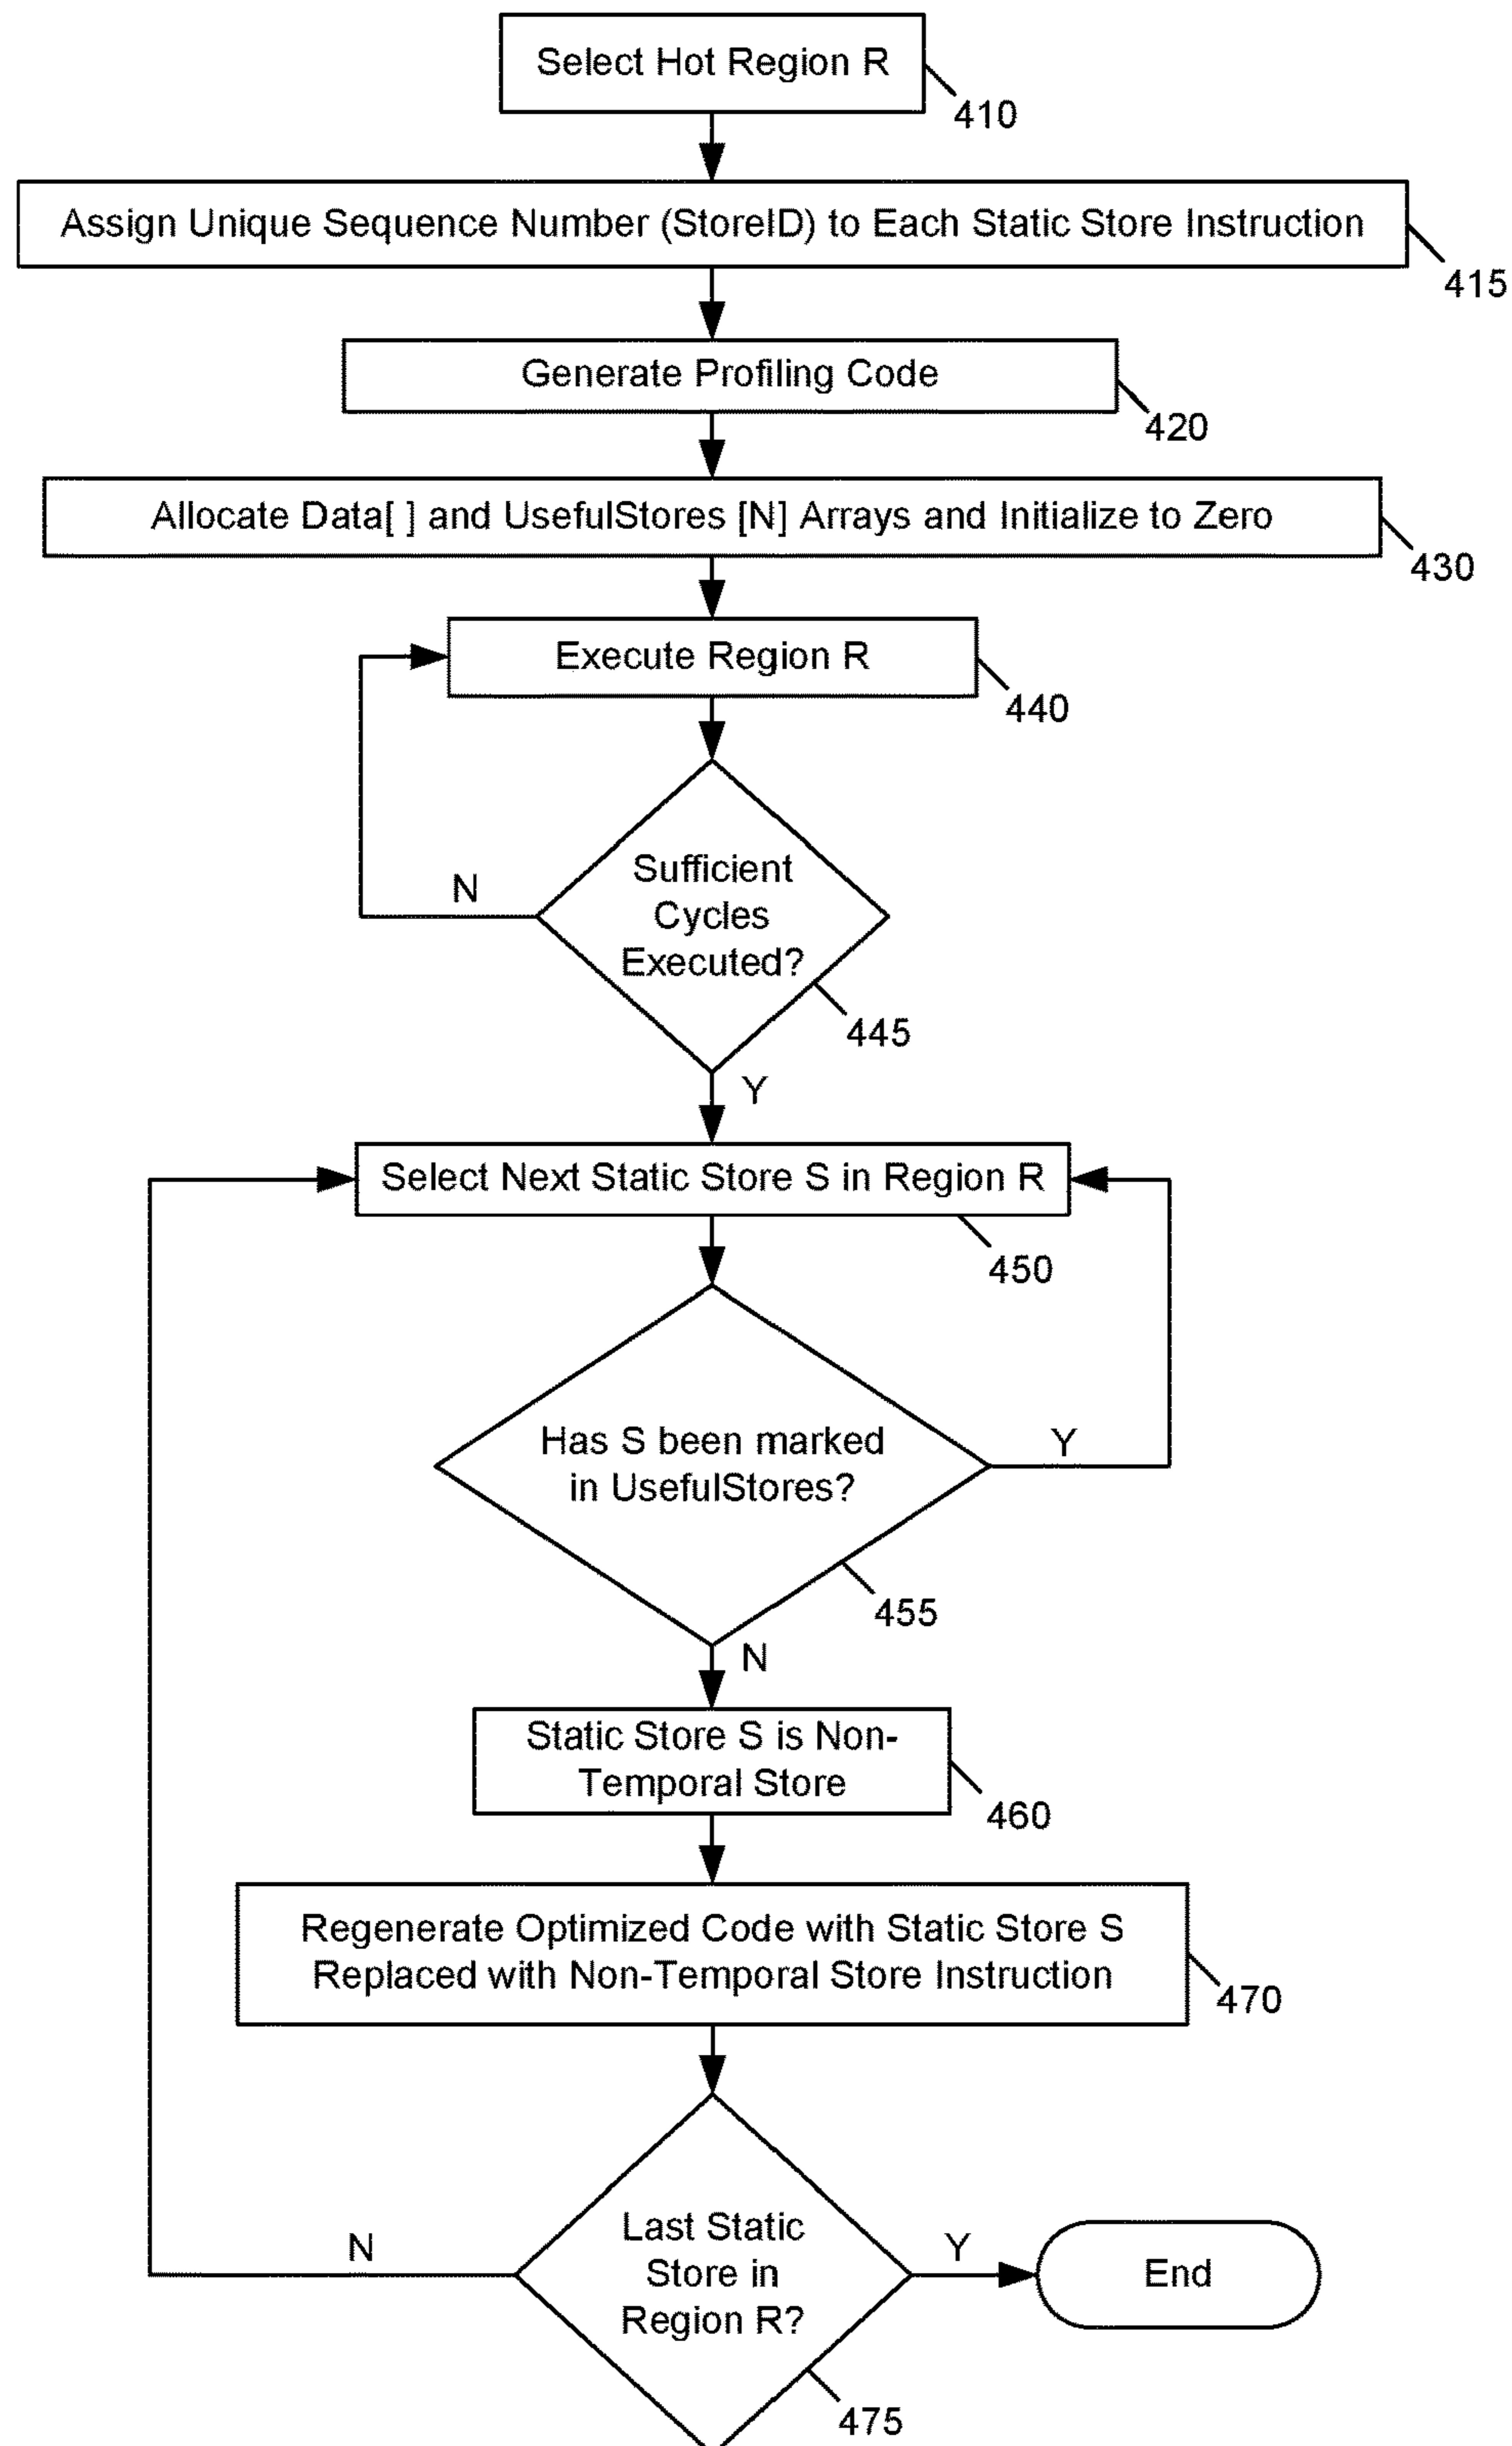 Select Hot Region R
410
Assign Unique Sequence Number (StoreID) to Each Static Store Instruction
415
Generate Profiling Code
420
Allocate Data[ ] and UsefulStores [N] Arrays and Initialize to Zero
430
Execute Region R
440
Sufficient
Cycles
Executed?
N
445
Y
Select Next Static Store S in Region R
450
Has S been marked
in UsefulStores?
Y
455
N
Static Store S is Non-
Temporal Store
460
Regenerate Optimized Code with Static Store S
Replaced with Non-Temporal Store Instruction
470
Last Static
Store in
Region R?
N
Y
End
475